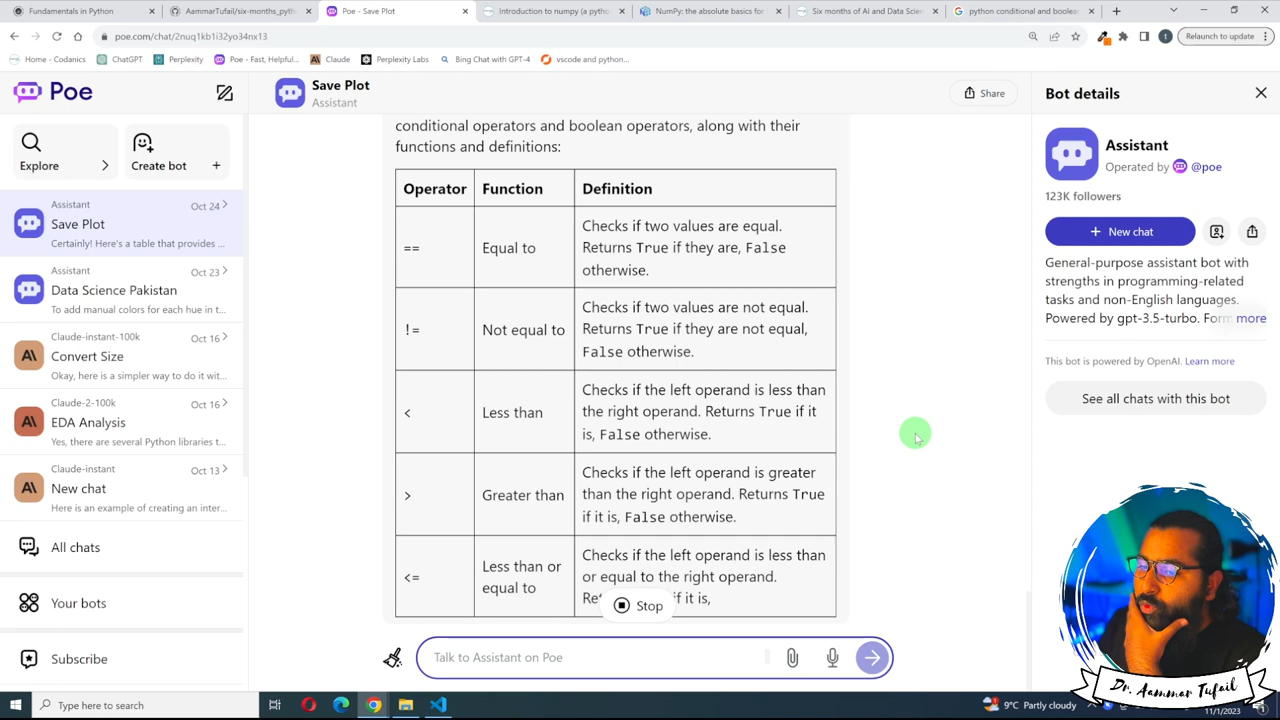 Fundamentals in Python
AammarTufail/six-months_pyth
Poe - Save Plot
Introduction to numpy (a python
NumPy: the absolute basics for
Six months of AI and Data Scien
python conditional and boolean
poe.com/chat/2nuq1kb1i32yo34nx13
Relaunch to update
Home - Codanics
ChatGPT
Perplexity
Poe - Fast, Helpful...
Claude
Perplexity Labs
Bing Chat with GPT-4
vscode and python...
Poe
Explore
Create bot
Assistant
Oct 24
Save Plot
Certainly! Here's a table that provides ...
Assistant
Oct 23
Data Science Pakistan
To add manual colors for each hue in t...
Claude-instant-100k
Oct 16
Convert Size
Okay, here is a simpler way to do it wit...
Claude-2-100k
Oct 16
EDA Analysis
Yes, there are several Python libraries t...
Claude-instant
Oct 13
New chat
Here is an example of creating an inter...
All chats
Your bots
Subscribe
Save Plot
Assistant
Share
conditional operators and boolean operators, along with their
functions and definitions:
Operator Function Definition
== Equal to Checks if two values are equal.
Returns True if they are, False
otherwise.
!= Not equal to Checks if two values are not equal.
Returns True if they are not equal,
False otherwise.
< Less than Checks if the left operand is less than
the right operand. Returns True if it
is, False otherwise.
> Greater than Checks if the left operand is greater
than the right operand. Returns True
if it is, False otherwise.
<= Less than or
equal to
Checks if the left operand is less than
or equal to the right operand.
if it is,
Stop
Talk to Assistant on Poe
Bot details
Assistant
Operated by @poe
123K followers
New chat
General-purpose assistant bot with
strengths in programming-related
tasks and non-English languages.
Powered by gpt-3.5-turbo. Form more
This bot is powered by OpenAI. Learn more
See all chats with this bot
Dr. Aammar Tufail
Type here to search
9°C Partly cloudy
11/1/2023